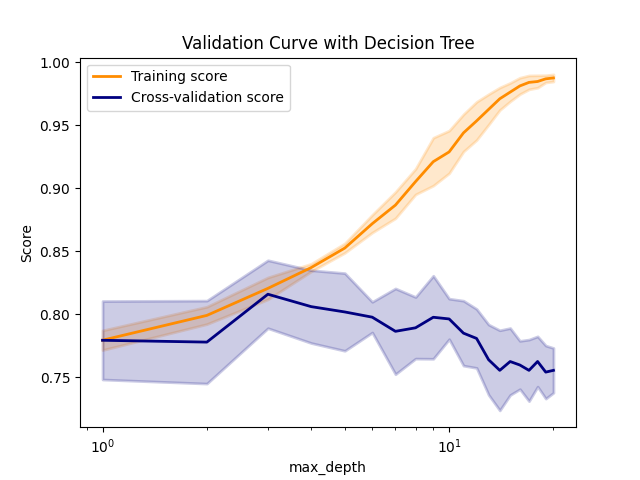 Validation Curve with Decision Tree
Training score
Cross-validation score
1.00
0.95
0.90
0.85
0.80
0.75
Score
10⁰
10¹
max_depth